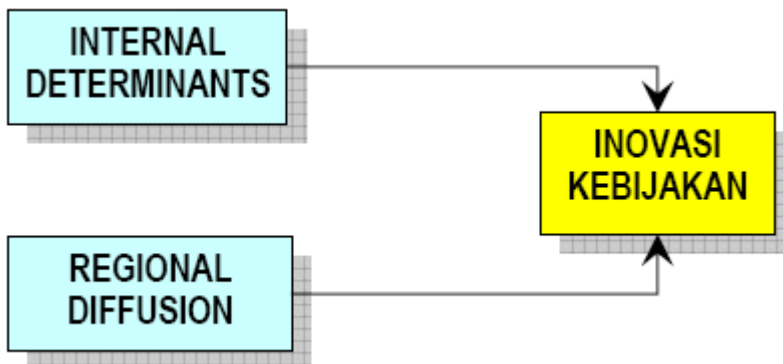 INTERNAL
DETERMINANTS
INOVASI
KEBIJAKAN
REGIONAL
DIFFUSION